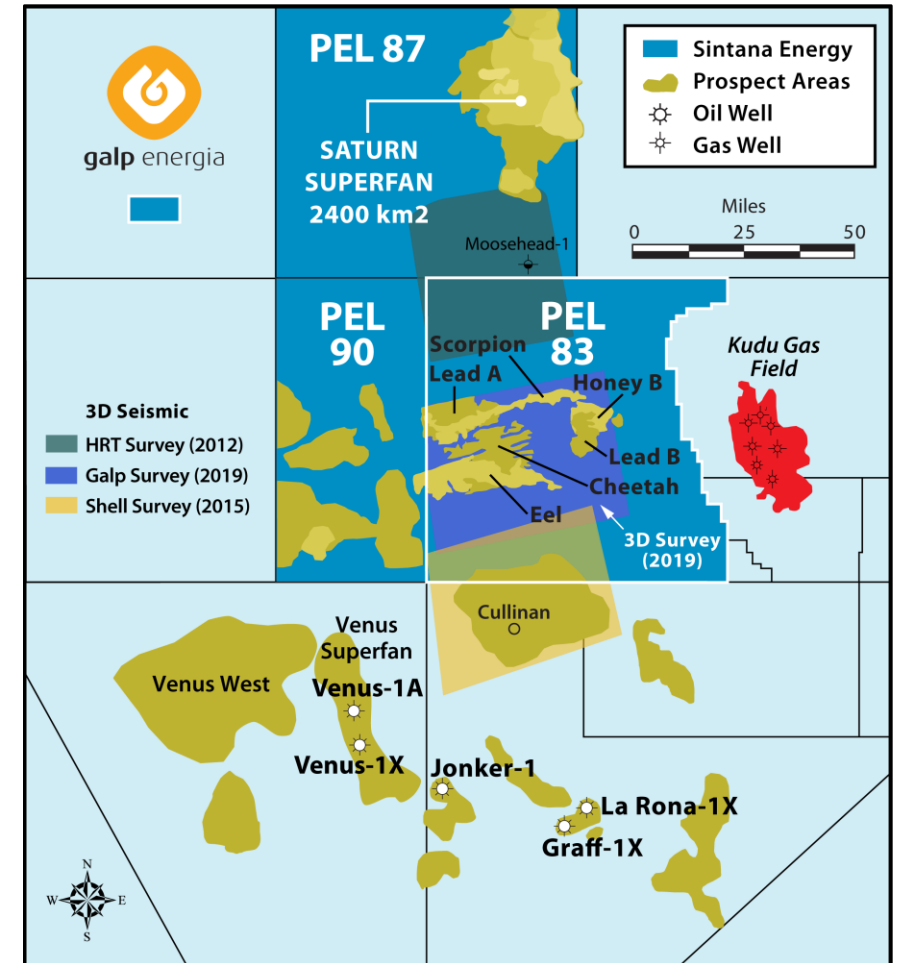 galp energia
PEL 87
SATURN
SUPERFAN
2400 km2
Sintana Energy
Prospect Areas
Oil Well
Gas Well
Miles
0 25 50
Moosehead-1
PEL
90
PEL
83
Scorpion
Lead A
Honey B
Lead B
Cheetah
Eel
3D Survey
(2019)
Kudu Gas
Field
3D Seismic
HRT Survey (2012)
Galp Survey (2019)
Shell Survey (2015)
Cullinan
Venus
Superfan
Venus West
Venus-1A
Venus-1X
Jonker-1
La Rona-1X
Graff-1X
N
W E
S